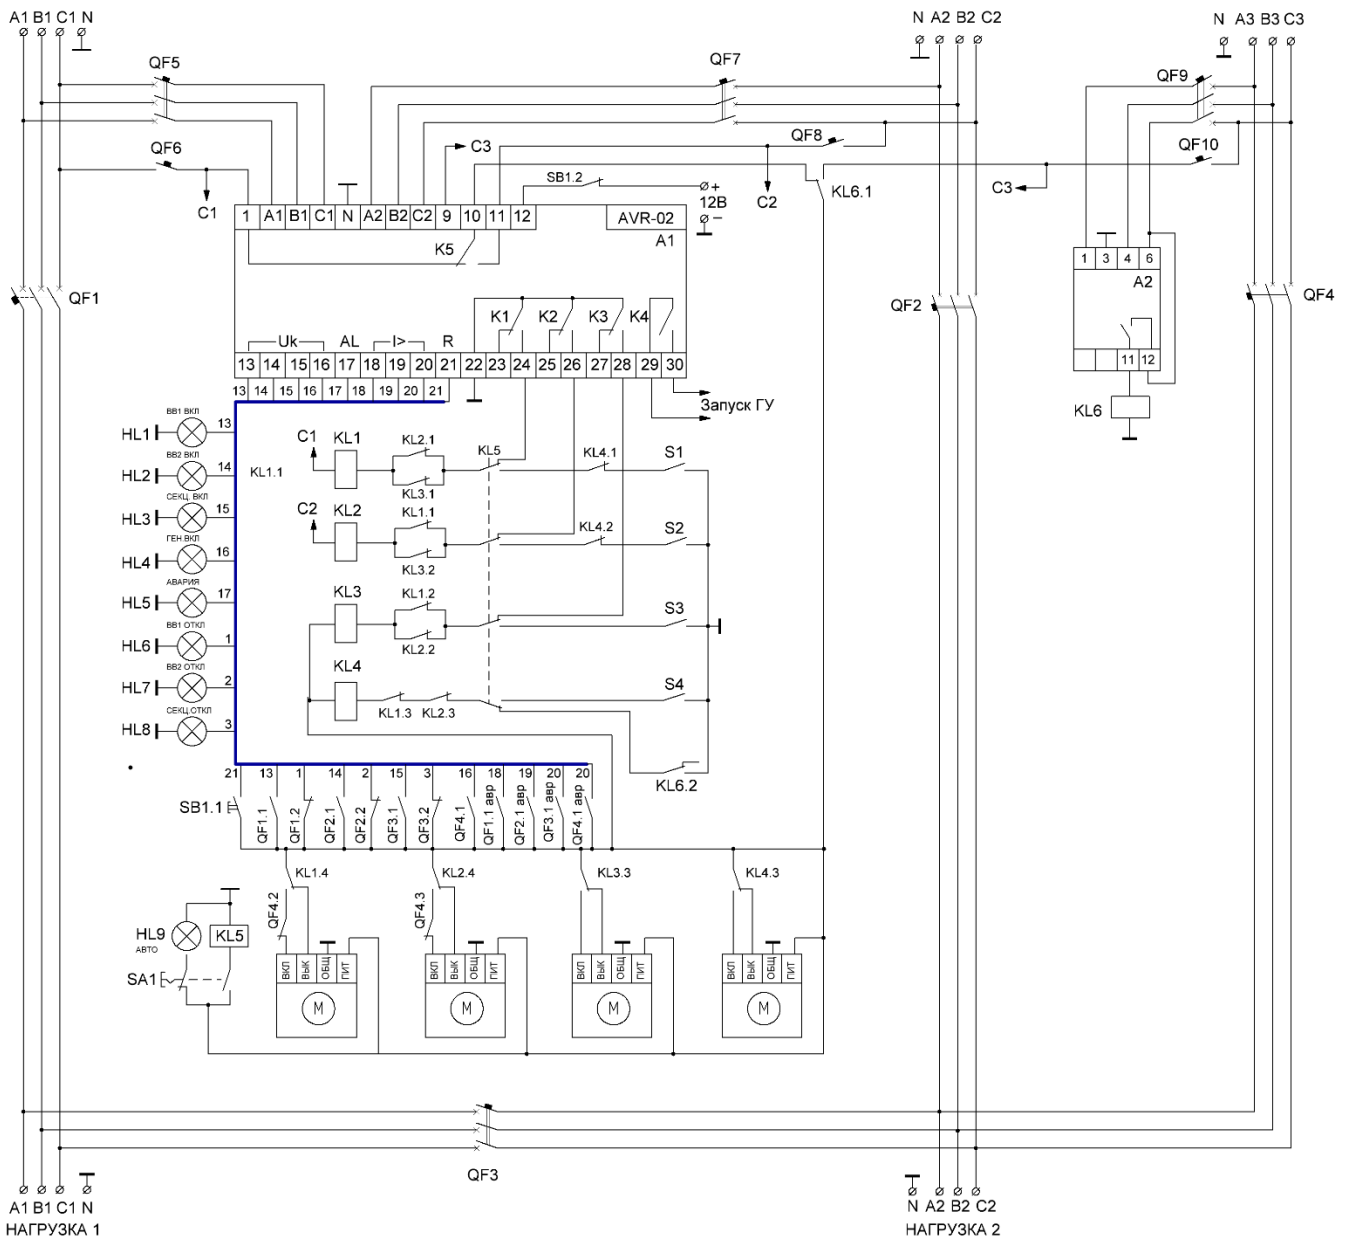 A1 B1 C1 N
N A2 B2 C2
N A3 B3 C3
QF5
QF7
QF9
QF6
C3
QF8
QF10
SB1.2
+
12В
−
C1
C2
KL6.1
C3
1 A1 B1 C1 N A2 B2 C2 9 10 11 12
AVR-02
A1
K5
1 3 4 6
A2
QF1
QF2
QF4
K1 K2 K3 K4
Uk AL I> R
13 14 15 16 17 18 19 20 21 22 23 24 25 26 27 28 29 30
11 12
13 14 15 16 17 18 19 20 21
Запуск ГУ
KL6
ВВ1 ВКЛ
HL1 13
C1 KL1 KL2.1 KL5 KL4.1 S1
ВВ2 ВКЛ
HL2 14
KL1.1
KL3.1
СЕКЦ. ВКЛ
HL3 15
C2 KL2 KL1.1 KL4.2 S2
ГЕН.ВКЛ
HL4 16
KL3.2
АВАРИЯ
HL5 17
KL3 KL1.2 S3
ВВ1 ОТКЛ
HL6 1
KL2.2
ВВ2 ОТКЛ
HL7 2
KL4 S4
KL1.3 KL2.3
СЕКЦ.ОТКЛ
HL8 3
KL6.2
21 13 1 14 2 15 3 16 18 19 20 20
SB1.1 QF1.1 QF1.2 QF2.1 QF2.2 QF3.1 QF3.2 QF4.1 QF1.1 авр QF2.1 авр QF3.1 авр QF4.1 авр
KL1.4 KL2.4 KL3.3 KL4.3
QF4.2 QF4.3
HL9 KL5
АВТО
SA1
ВКЛ ВЫК ОБЩ ПИТ
ВКЛ ВЫК ОБЩ ПИТ
ВКЛ ВЫК ОБЩ ПИТ
ВКЛ ВЫК ОБЩ ПИТ
M M M M
QF3
A1 B1 C1 N
НАГРУЗКА 1
N A2 B2 C2
НАГРУЗКА 2